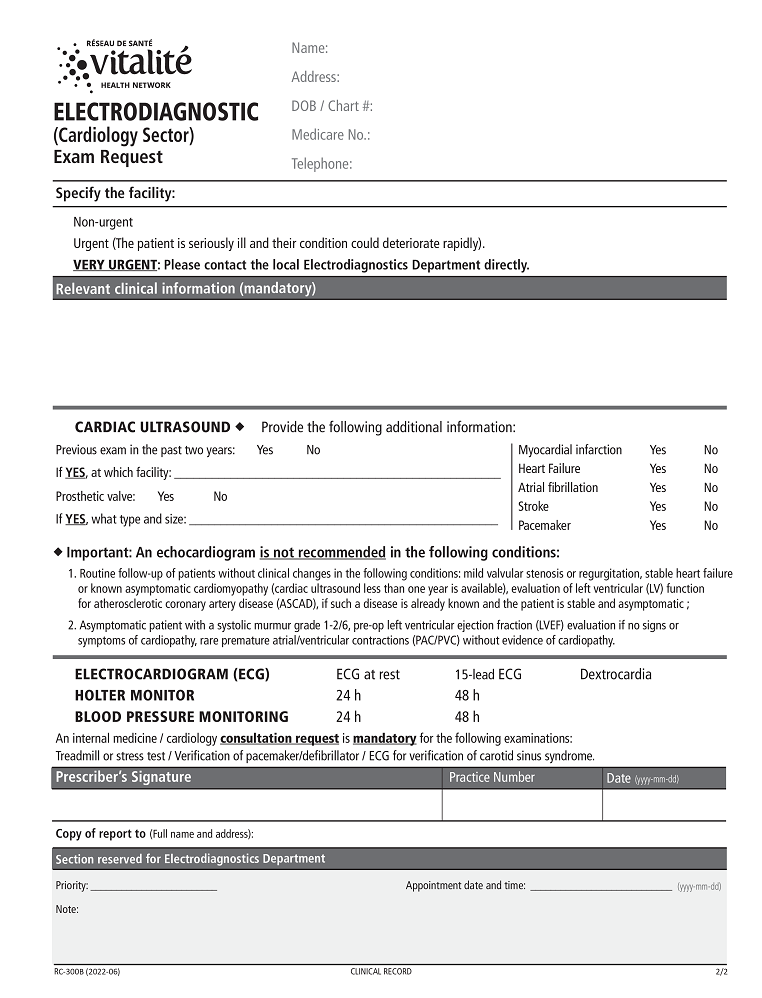 RÉSEAU DE SANTÉ
vitalité
HEALTH NETWORK
ELECTRODIAGNOSTIC
(Cardiology Sector)
Exam Request
Name:
Address:
DOB / Chart #:
Medicare No.:
Telephone:
Specify the facility:
Non-urgent
Urgent (The patient is seriously ill and their condition could deteriorate rapidly).
VERY URGENT: Please contact the local Electrodiagnostics Department directly.
Relevant clinical information (mandatory)
CARDIAC ULTRASOUND ◆ Provide the following additional information:
Previous exam in the past two years: Yes No
If YES, at which facility: ____________________
Prosthetic valve: Yes No
If YES, what type and size: ____________________
Myocardial infarction Yes No
Heart Failure Yes No
Atrial fibrillation Yes No
Stroke Yes No
Pacemaker Yes No
◆ Important: An echocardiogram is not recommended in the following conditions:
1. Routine follow-up of patients without clinical changes in the following conditions: mild valvular stenosis or regurgitation, stable heart failure
or known asymptomatic cardiomyopathy (cardiac ultrasound less than one year is available), evaluation of left ventricular (LV) function
for atherosclerotic coronary artery disease (ASCAD), if such a disease is already known and the patient is stable and asymptomatic ;
2. Asymptomatic patient with a systolic murmur grade 1-2/6, pre-op left ventricular ejection fraction (LVEF) evaluation if no signs or
symptoms of cardiopathy, rare premature atrial/ventricular contractions (PAC/PVC) without evidence of cardiopathy.
ELECTROCARDIOGRAM (ECG) ECG at rest 15-lead ECG Dextrocardia
HOLTER MONITOR 24 h 48 h
BLOOD PRESSURE MONITORING 24 h 48 h
An internal medicine / cardiology consultation request is mandatory for the following examinations:
Treadmill or stress test / Verification of pacemaker/defibrillator / ECG for verification of carotid sinus syndrome.
Prescriber's Signature Practice Number Date (yyyy-mm-dd)
Copy of report to (Full name and address):
Section reserved for Electrodiagnostics Department
Priority: ____________________ Appointment date and time: ____________________ (yyyy-mm-dd)
Note:
RC-300B (2022-06) CLINICAL RECORD 2/2